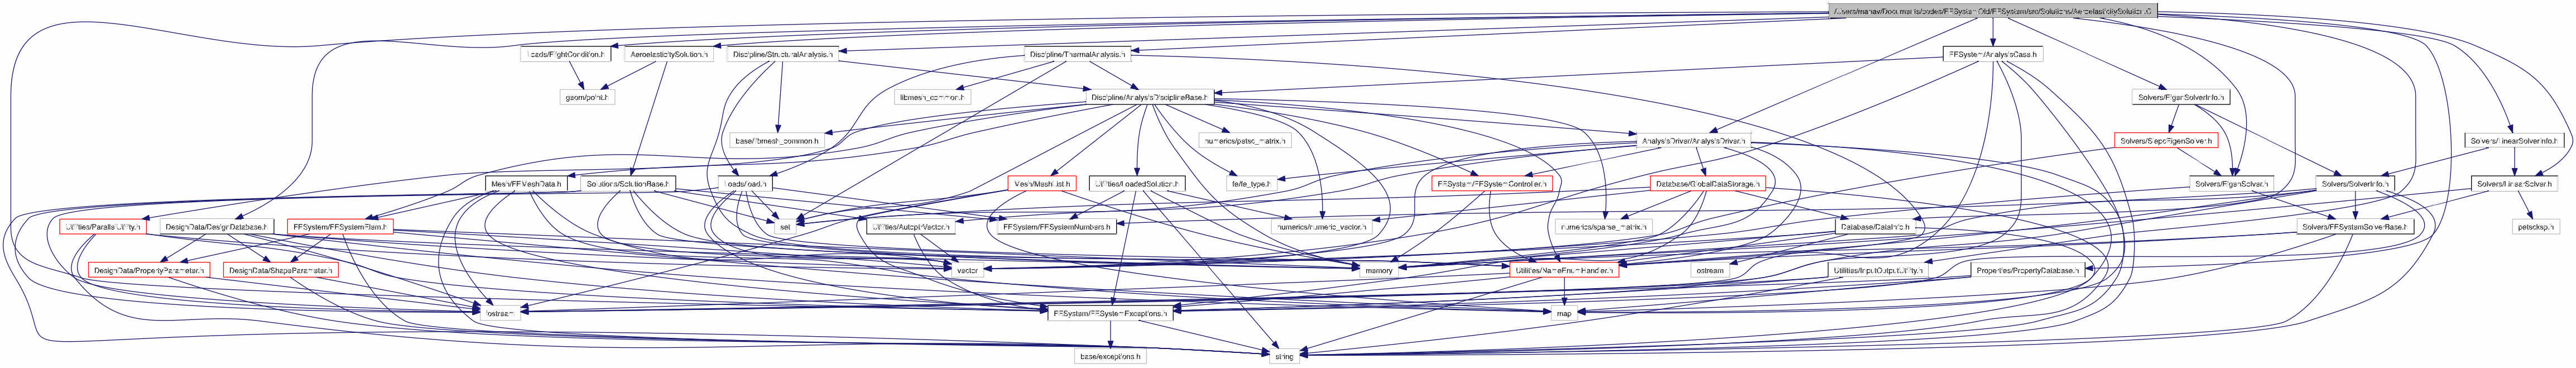 /Users/manav/Documents/codes/FESystemOld/FESystem/src/Solutions/AeroelasticitySolution.C
Loads/FlightCondition.h
AeroelasticitySolution.h
Discipline/StructuralAnalysis.h
Discipline/ThermalAnalysis.h
FESystem/AnalysisCase.h
geom/point.h
libmesh_common.h
Discipline/AnalysisDisciplineBase.h
Solvers/EigenSolverInfo.h
base/libmesh_common.h
numerics/petsc_matrix.h
AnalysisDriver/AnalysisDriver.h
Solvers/SlepcEigenSolver.h
Solvers/LinearSolverInfo.h
Mesh/FEMeshData.h
Solutions/SolutionBase.h
Loads/load.h
Mesh/MeshList.h
Utilities/LoadedSolution.h
fe/fe_type.h
FESystem/FESystemController.h
Database/GlobalDataStorage.h
Solvers/EigenSolver.h
Solvers/SolverInfo.h
Solvers/LinearSolver.h
Utilities/ParallelUtility.h
DesignData/DesignDatabase.h
FESystem/FESystemElem.h
set
Utilities/AutoptrVector.h
FESystem/FESystemNumbers.h
numerics/numeric_vector.h
numerics/sparse_matrix.h
Database/DataInfo.h
Solvers/FESystemSolverBase.h
petscksp.h
DesignData/PropertyParameter.h
DesignData/ShapeParameter.h
vector
memory
Utilities/NameEnumHandler.h
ostream
Utilities/InputOutputUtility.h
Properties/PropertyDatabase.h
iostream
FESystem/FESystemExceptions.h
map
base/exceptions.h
string